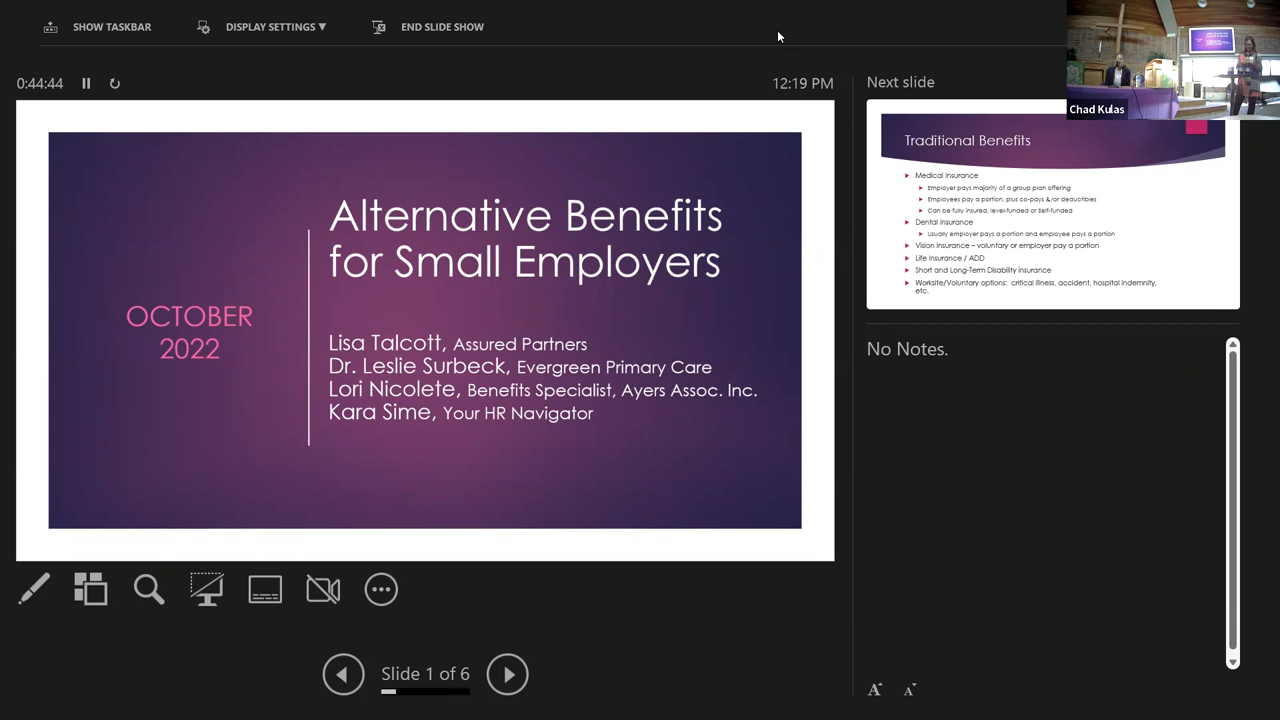 SHOW TASKBAR
DISPLAY SETTINGS ▼
END SLIDE SHOW
0:44:44
12:19 PM
Alternative Benefits
for Small Employers
OCTOBER
2022
Lisa Talcott, Assured Partners
Dr. Leslie Surbeck, Evergreen Primary Care
Lori Nicolete, Benefits Specialist, Ayers Assoc. Inc.
Kara Sime, Your HR Navigator
Slide 1 of 6
Next slide
Chad Kulas
Traditional Benefits
Medical Insurance
Employer pays majority of a group plan offering
Employees pay a portion, plus co-pays &/or deductibles
Can be fully insured, level-funded or Self-funded
Dental Insurance
Usually employer pays a portion and employee pays a portion
Vision insurance – voluntary or employer pay a portion
Life Insurance / ADD
Short and Long-Term Disability insurance
Worksite/Voluntary options: critical illness, accident, hospital indemnity,
etc.
No Notes.
A A